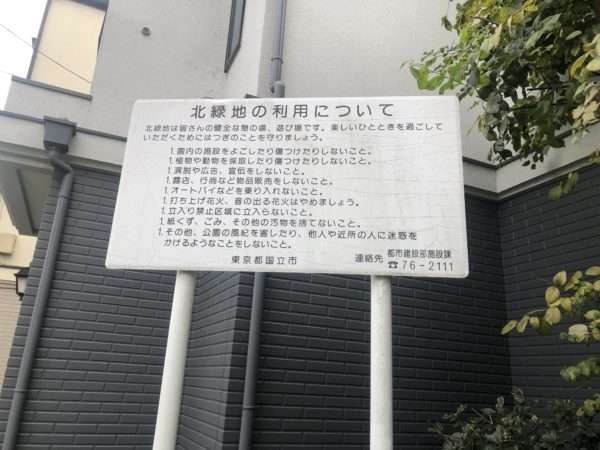 北緑地の利用について
北緑地は皆さんの健全な憩の場、遊び場です。楽しいひとときを過ごして
いただくためにはつぎのことを守りましょう。
1.園内の施設をよごしたり傷つけたりしないこと。
1.植物や動物を採取したり傷つけたりしないこと。
1.演説や広告、宣伝をしないこと。
1.露店、行商など物品販売をしないこと。
1.オートバイなどを乗り入れないこと。
1.打ち上げ花火、音の出る花火はやめましょう。
1.立入り禁止区域に立入らないこと。
1.紙くず、ごみ、その他の汚物を捨てないこと。
1.その他、公園の風紀を害したり、他人や近所の人に迷惑を
かけるようなことをしないこと。
東京都国立市 連絡先 都市建設部施設課
☎76-2111